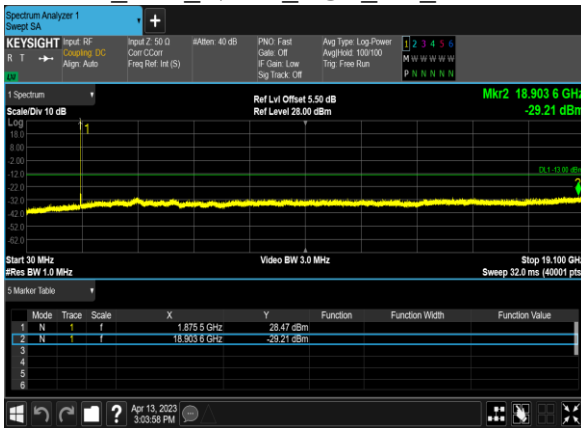 Spectrum Analyzer 1
Swept SA
KEYSIGHT
R T
LV
Input: RF
Coupling: DC
Align: Auto
Input Z: 50 Ω
Corr CCorr
Freq Ref: Int (S)
#Atten: 40 dB
PNO: Fast
Gate: Off
IF Gain: Low
Sig Track: Off
Avg Type: Log-Power
Avg|Hold: 100/100
Trig: Free Run
1 2 3 4 5 6
M W W W W W
P N N N N N
1 Spectrum
Scale/Div 10 dB
Ref Lvl Offset 5.50 dB
Ref Level 28.00 dBm
Mkr2 18.903 6 GHz
-29.21 dBm
Log
18.0
8.00
-2.00
-12.0
-22.0
-32.0
-42.0
-52.0
-62.0
1
DL1 -13.00 dBm
2
Start 30 MHz
#Res BW 1.0 MHz
Video BW 3.0 MHz
Stop 19.100 GHz
Sweep 32.0 ms (40001 pts
5 Marker Table
Mode Trace Scale X Y Function Function Width Function Value
1 N 1 f 1.875 5 GHz 28.47 dBm
2 N 1 f 18.903 6 GHz -29.21 dBm
3
4
5
6
?
Apr 13, 2023
3:03:58 PM